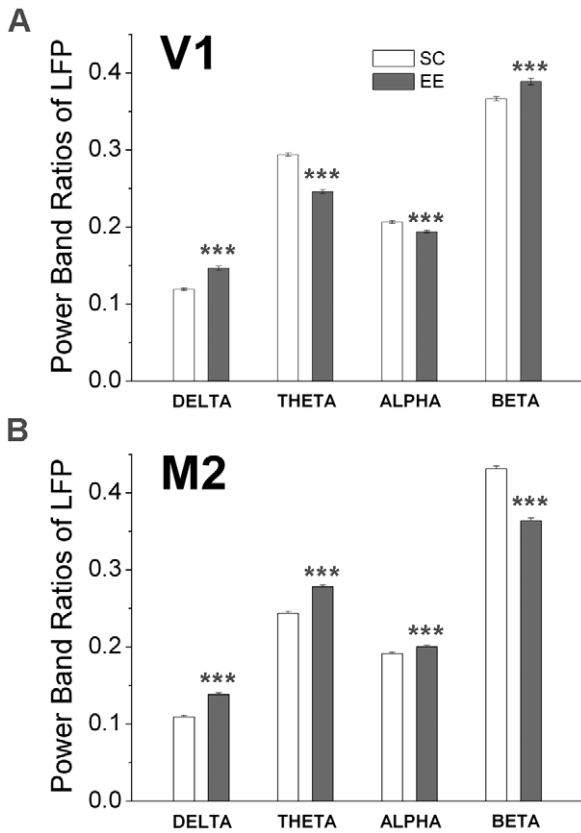 A
V1
SC
EE
Power Band Ratios of LFP
0.4
0.3
0.2
0.1
0.0
***
***
***
***
DELTA THETA ALPHA BETA
B
M2
Power Band Ratios of LFP
0.4
0.3
0.2
0.1
0.0
***
***
***
***
DELTA THETA ALPHA BETA